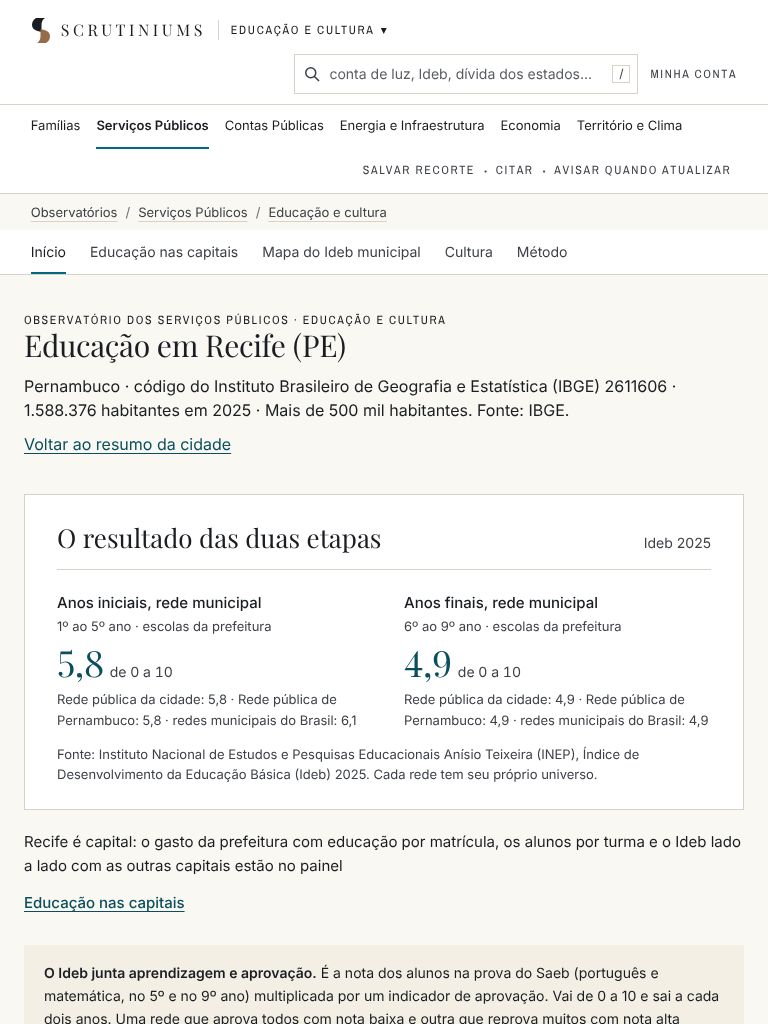 SCRUTINIUMS
EDUCAÇÃO E CULTURA ▾
conta de luz, Ideb, dívida dos estados...
/
MINHA CONTA
Famílias
Serviços Públicos
Contas Públicas
Energia e Infraestrutura
Economia
Território e Clima
SALVAR RECORTE · CITAR · AVISAR QUANDO ATUALIZAR
Observatórios / Serviços Públicos / Educação e cultura
Início
Educação nas capitais
Mapa do Ideb municipal
Cultura
Método
OBSERVATÓRIO DOS SERVIÇOS PÚBLICOS · EDUCAÇÃO E CULTURA
Educação em Recife (PE)
Pernambuco · código do Instituto Brasileiro de Geografia e Estatística (IBGE) 2611606 ·
1.588.376 habitantes em 2025 · Mais de 500 mil habitantes. Fonte: IBGE.
Voltar ao resumo da cidade
O resultado das duas etapas
Ideb 2025
Anos iniciais, rede municipal
1º ao 5º ano · escolas da prefeitura
5,8 de 0 a 10
Rede pública da cidade: 5,8 · Rede pública de
Pernambuco: 5,8 · redes municipais do Brasil: 6,1
Anos finais, rede municipal
6º ao 9º ano · escolas da prefeitura
4,9 de 0 a 10
Rede pública da cidade: 4,9 · Rede pública de
Pernambuco: 4,9 · redes municipais do Brasil: 4,9
Fonte: Instituto Nacional de Estudos e Pesquisas Educacionais Anísio Teixeira (INEP), Índice de
Desenvolvimento da Educação Básica (Ideb) 2025. Cada rede tem seu próprio universo.
Recife é capital: o gasto da prefeitura com educação por matrícula, os alunos por turma e o Ideb lado
a lado com as outras capitais estão no painel
Educação nas capitais
O Ideb junta aprendizagem e aprovação. É a nota dos alunos na prova do Saeb (português e
matemática, no 5º e no 9º ano) multiplicada por um indicador de aprovação. Vai de 0 a 10 e sai a cada
dois anos. Uma rede que aprova todos com nota baixa e outra que reprova muitos com nota alta